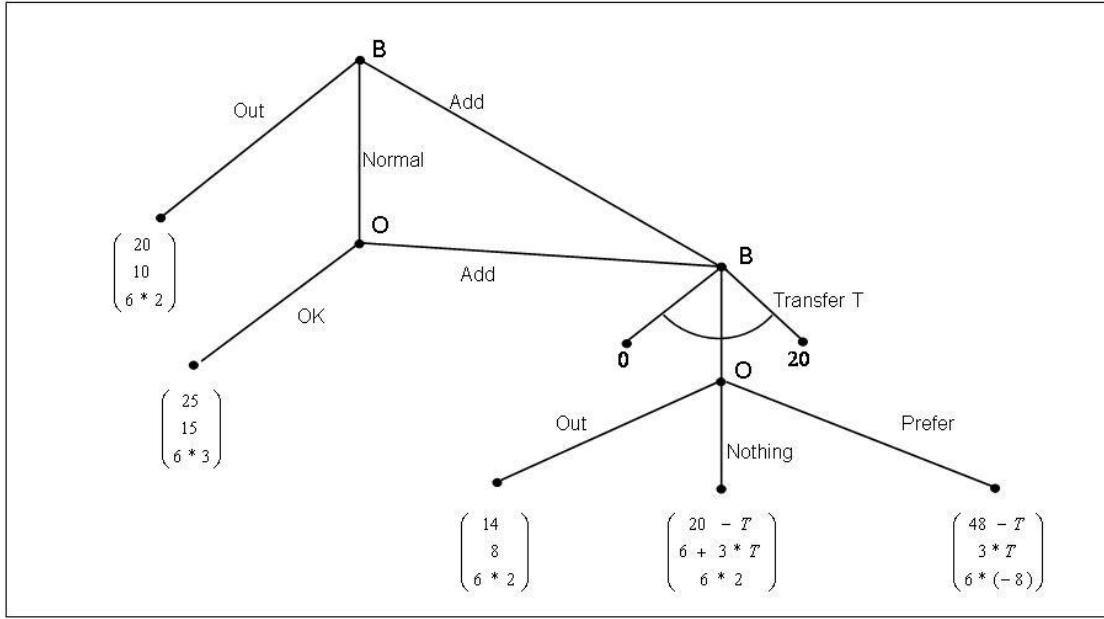 B
Out
Add
Normal
O
20
10
6 * 2
Add
B
OK
Transfer T
0
20
25
15
6 * 3
O
Out
Nothing
Prefer
14
8
6 * 2
20 - T
6 + 3 * T
6 * 2
48 - T
3 * T
6 * (-8)